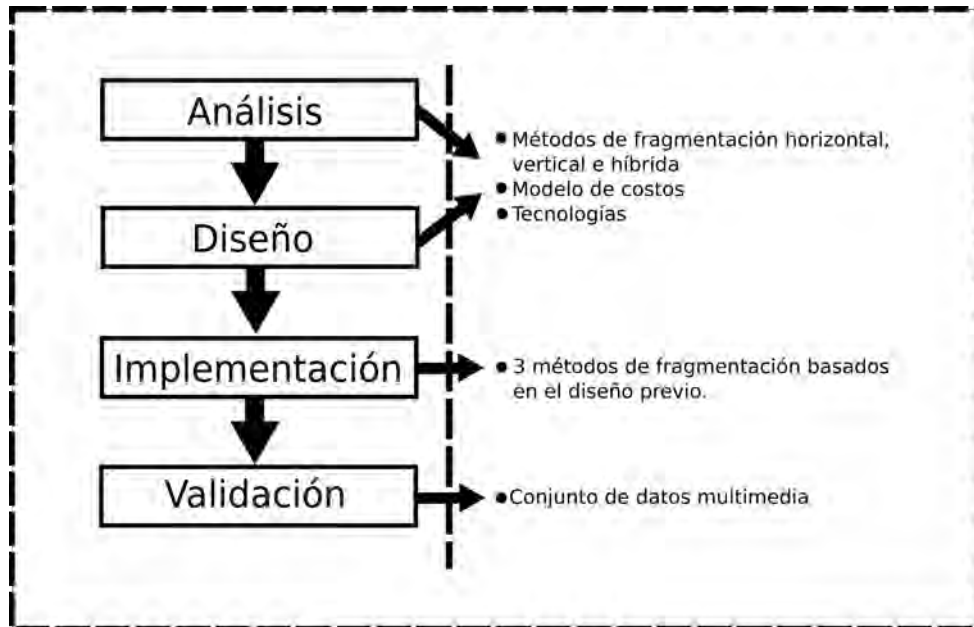 Análisis
• Métodos de fragmentación horizontal,
vertical e híbrida
• Modelo de costos
• Tecnologías
Diseño
Implementación
• 3 métodos de fragmentación basados
en el diseño previo.
Validación
• Conjunto de datos multimedia